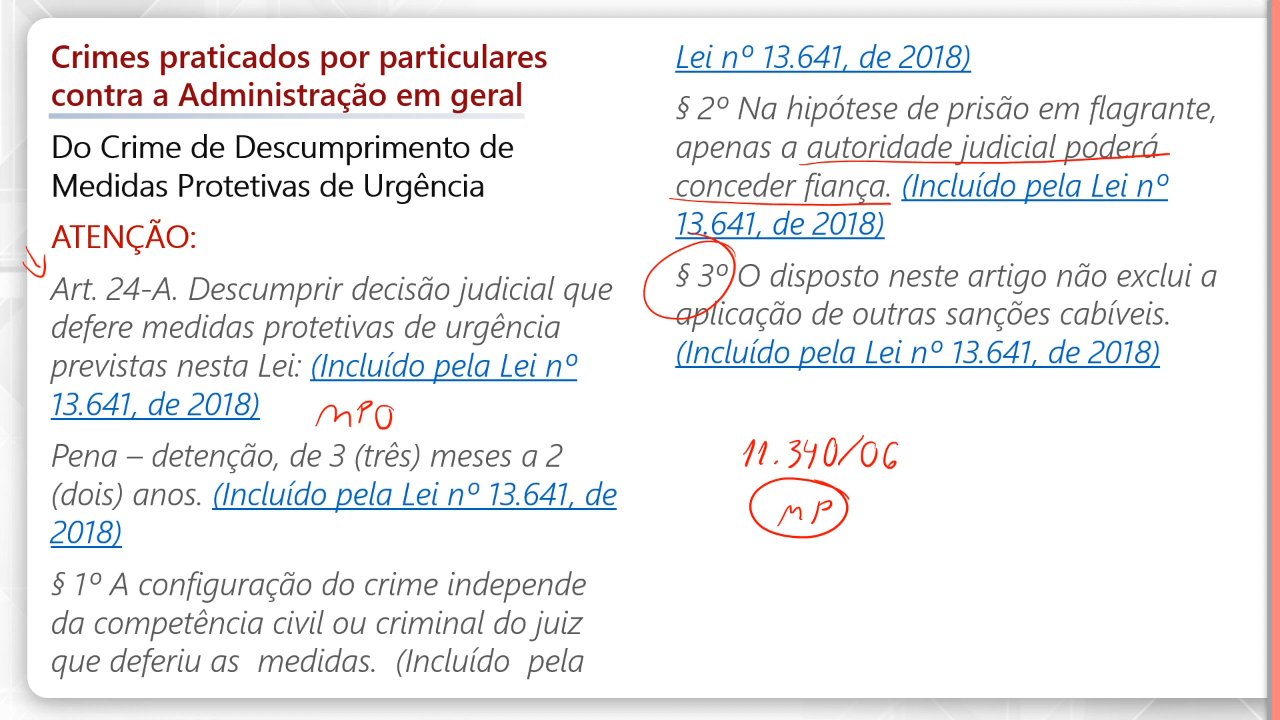 Crimes praticados por particulares
contra a Administração em geral
Do Crime de Descumprimento de
Medidas Protetivas de Urgência
ATENÇÃO:
Art. 24-A. Descumprir decisão judicial que
defere medidas protetivas de urgência
previstas nesta Lei: (Incluído pela Lei nº
13.641, de 2018)
MPU
Pena – detenção, de 3 (três) meses a 2
(dois) anos. (Incluído pela Lei nº 13.641, de
2018)
§ 1º A configuração do crime independe
da competência civil ou criminal do juiz
que deferiu as medidas. (Incluído pela
Lei nº 13.641, de 2018)
§ 2º Na hipótese de prisão em flagrante,
apenas a autoridade judicial poderá
conceder fiança. (Incluído pela Lei nº
13.641, de 2018)
§ 3º O disposto neste artigo não exclui a
aplicação de outras sanções cabíveis.
(Incluído pela Lei nº 13.641, de 2018)
11.340/06
MP